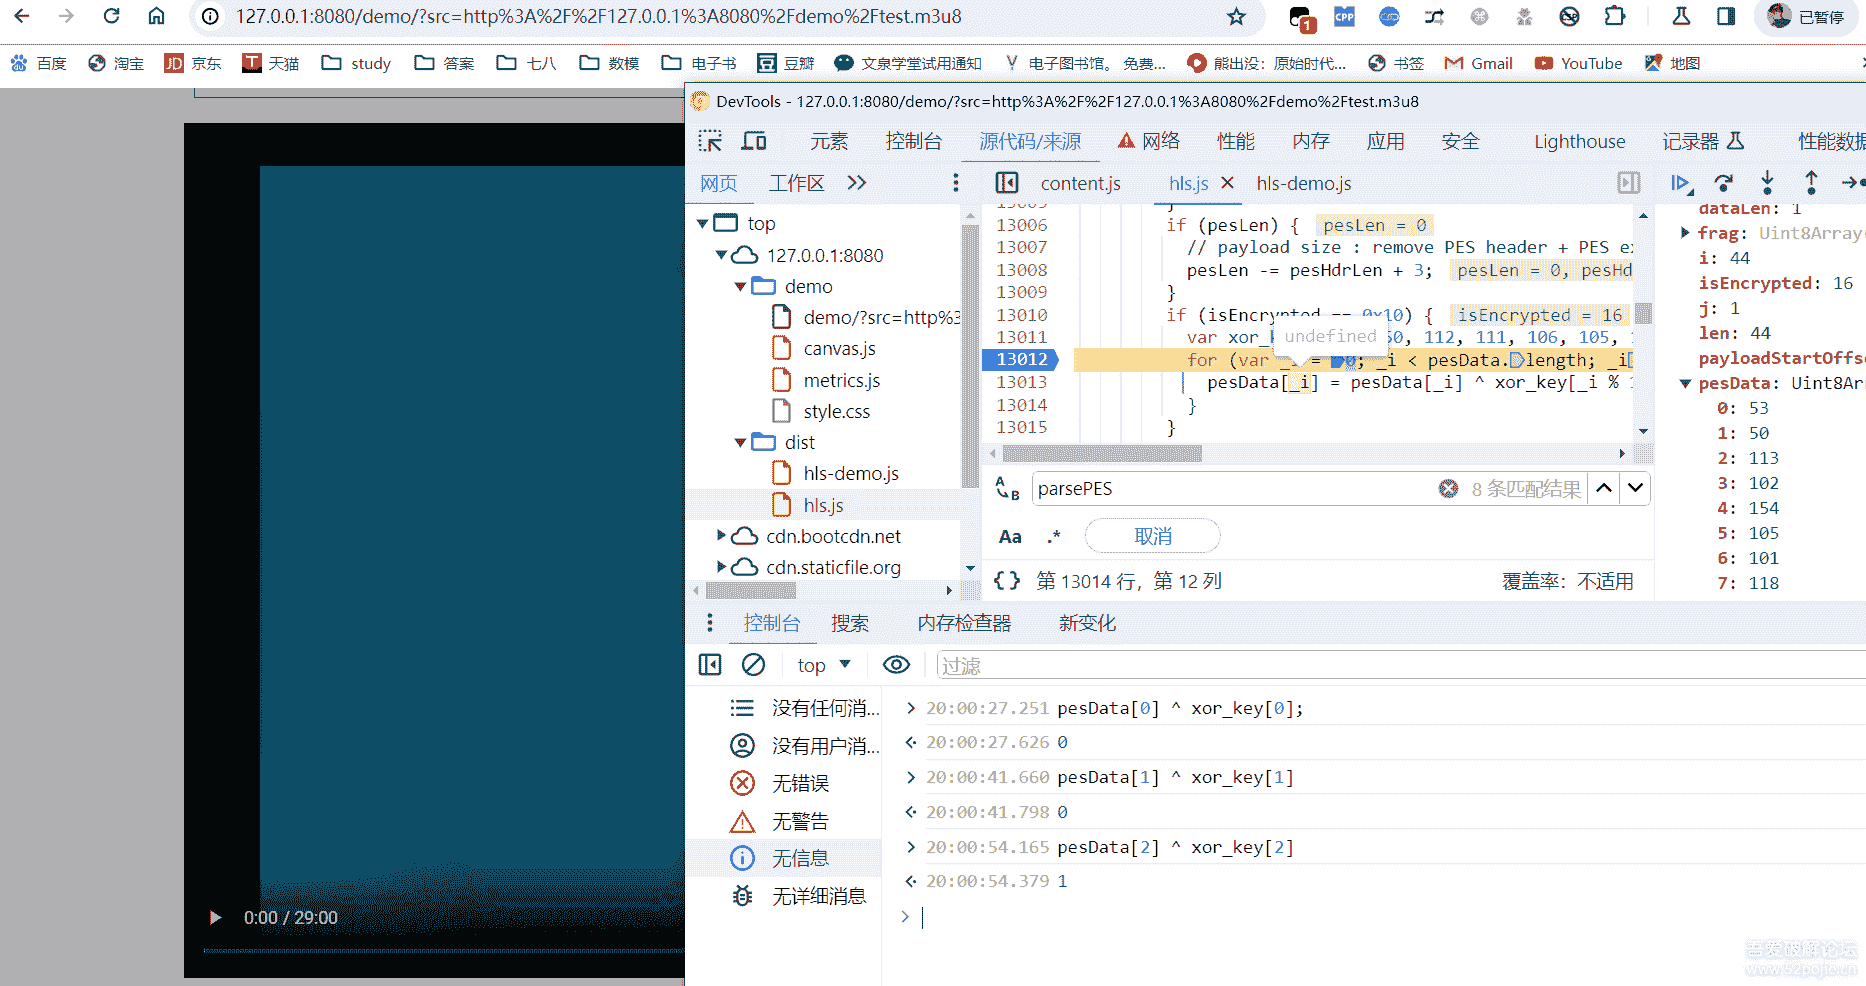 127.0.0.1:8080/demo/?src=http%3A%2F%2F127.0.0.1%3A8080%2Fdemo%2Ftest.m3u8
1
CPP
已暂停
百度
淘宝
JD 京东
T 天猫
study
答案
七八
数模
电子书
豆 豆瓣
文泉学堂试用通知
电子图书馆。 免费...
熊出没：原始时代...
书签
Gmail
YouTube
地图
DevTools - 127.0.0.1:8080/demo/?src=http%3A%2F%2F127.0.0.1%3A8080%2Fdemo%2Ftest.m3u8
元素 控制台 源代码/来源 网络 性能 内存 应用 安全 Lighthouse 记录器 性能数据
网页 工作区
content.js hls.js hls-demo.js
top
127.0.0.1:8080
demo
demo/?src=http%3
canvas.js
metrics.js
style.css
dist
hls-demo.js
hls.js
cdn.bootcdn.net
cdn.staticfile.org
13005 }
13006 if (pesLen) { pesLen = 0
13007 // payload size : remove PES header + PES ex
13008 pesLen -= pesHdrLen + 3; pesLen = 0, pesHd
13009 }
13010 if (isEncrypted == 0x10) { isEncrypted = 16
13011 var xor_k 50, 112, 111, 106, 105,
undefined
13012 for (var _i = 0; _i < pesData.length; _i
13013 pesData[_i] = pesData[_i] ^ xor_key[_i %
13014 }
13015 }
parsePES
8 条匹配结果
Aa .* 取消
{} 第 13014 行，第 12 列 覆盖率：不适用
dataLen: 1
frag: Uint8Array(
i: 44
isEncrypted: 16
j: 1
len: 44
payloadStartOffse
pesData: Uint8Arr
0: 53
1: 50
2: 113
3: 102
4: 154
5: 105
6: 101
7: 118
控制台 搜索 内存检查器 新变化
top
过滤
没有任何消...
没有用户消...
无错误
无警告
无信息
无详细消息
20:00:27.251 pesData[0] ^ xor_key[0];
20:00:27.626 0
20:00:41.660 pesData[1] ^ xor_key[1]
20:00:41.798 0
20:00:54.165 pesData[2] ^ xor_key[2]
20:00:54.379 1
0:00 / 29:00
吾爱破解论坛
www.52pojie.cn